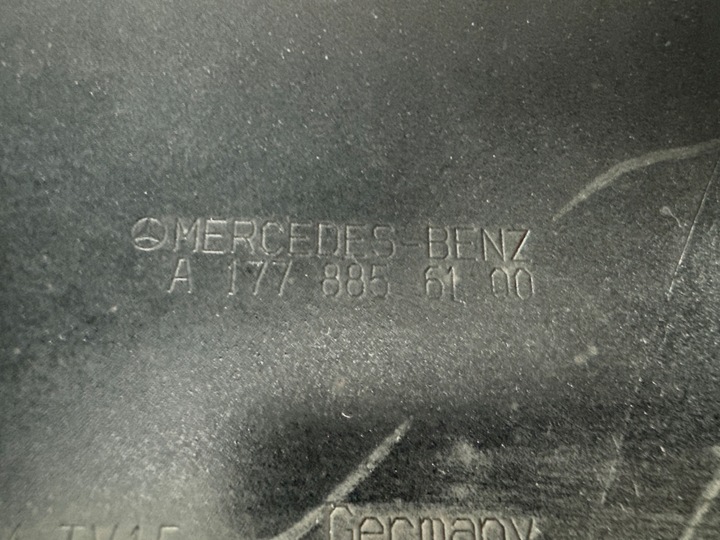 MERCEDES-BENZ
A 177 885 61 00
Germany